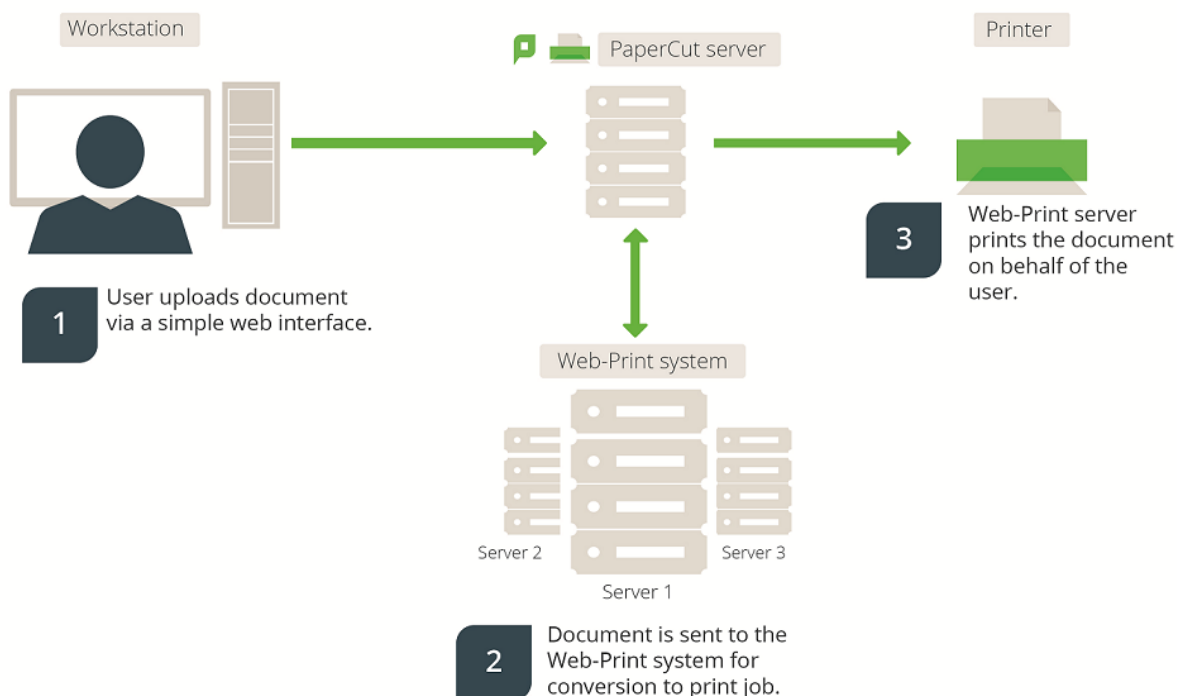 Workstation
PaperCut server
Printer
1
User uploads document
via a simple web interface.
3
Web-Print server
prints the document
on behalf of the
user.
Web-Print system
Server 2
Server 3
Server 1
2
Document is sent to the
Web-Print system for
conversion to print job.